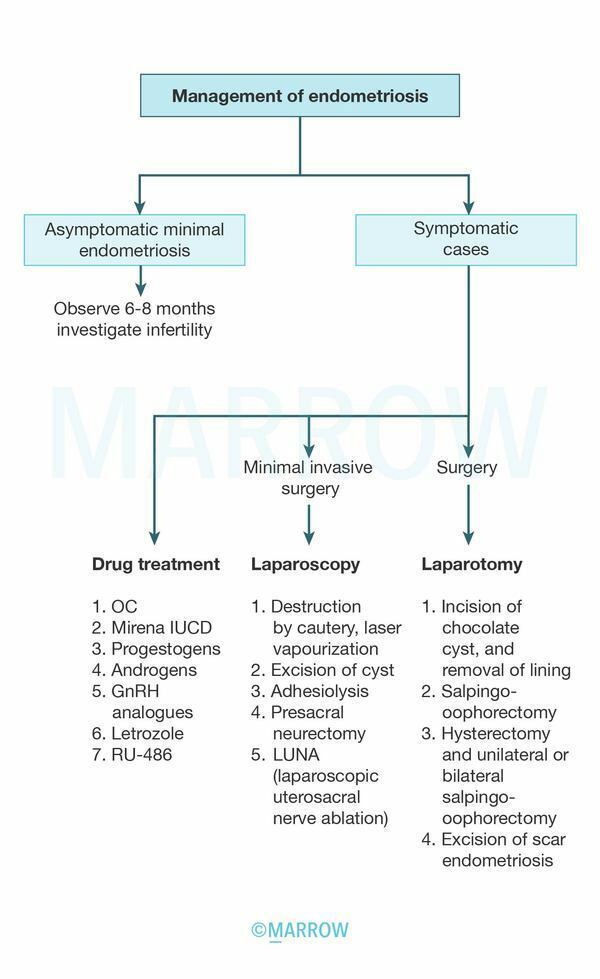 Management of endometriosis
Asymptomatic minimal
endometriosis
Symptomatic
cases
Observe 6-8 months
investigate infertility
MARROW
Minimal invasive
surgery
Surgery
Drug treatment
1. OC
2. Mirena IUCD
3. Progestogens
4. Androgens
5. GnRH
analogues
6. Letrozole
7. RU-486
Laparoscopy
1. Destruction
by cautery, laser
vapourization
2. Excision of cyst
3. Adhesiolysis
4. Presacral
neurectomy
5. LUNA
(laparoscopic
uterosacral
nerve ablation)
Laparotomy
1. Incision of
chocolate
cyst, and
removal of lining
2. Salpingo-
oophorectomy
3. Hysterectomy
and unilateral or
bilateral
salpingo-
oophorectomy
4. Excision of scar
endometriosis
©MARROW